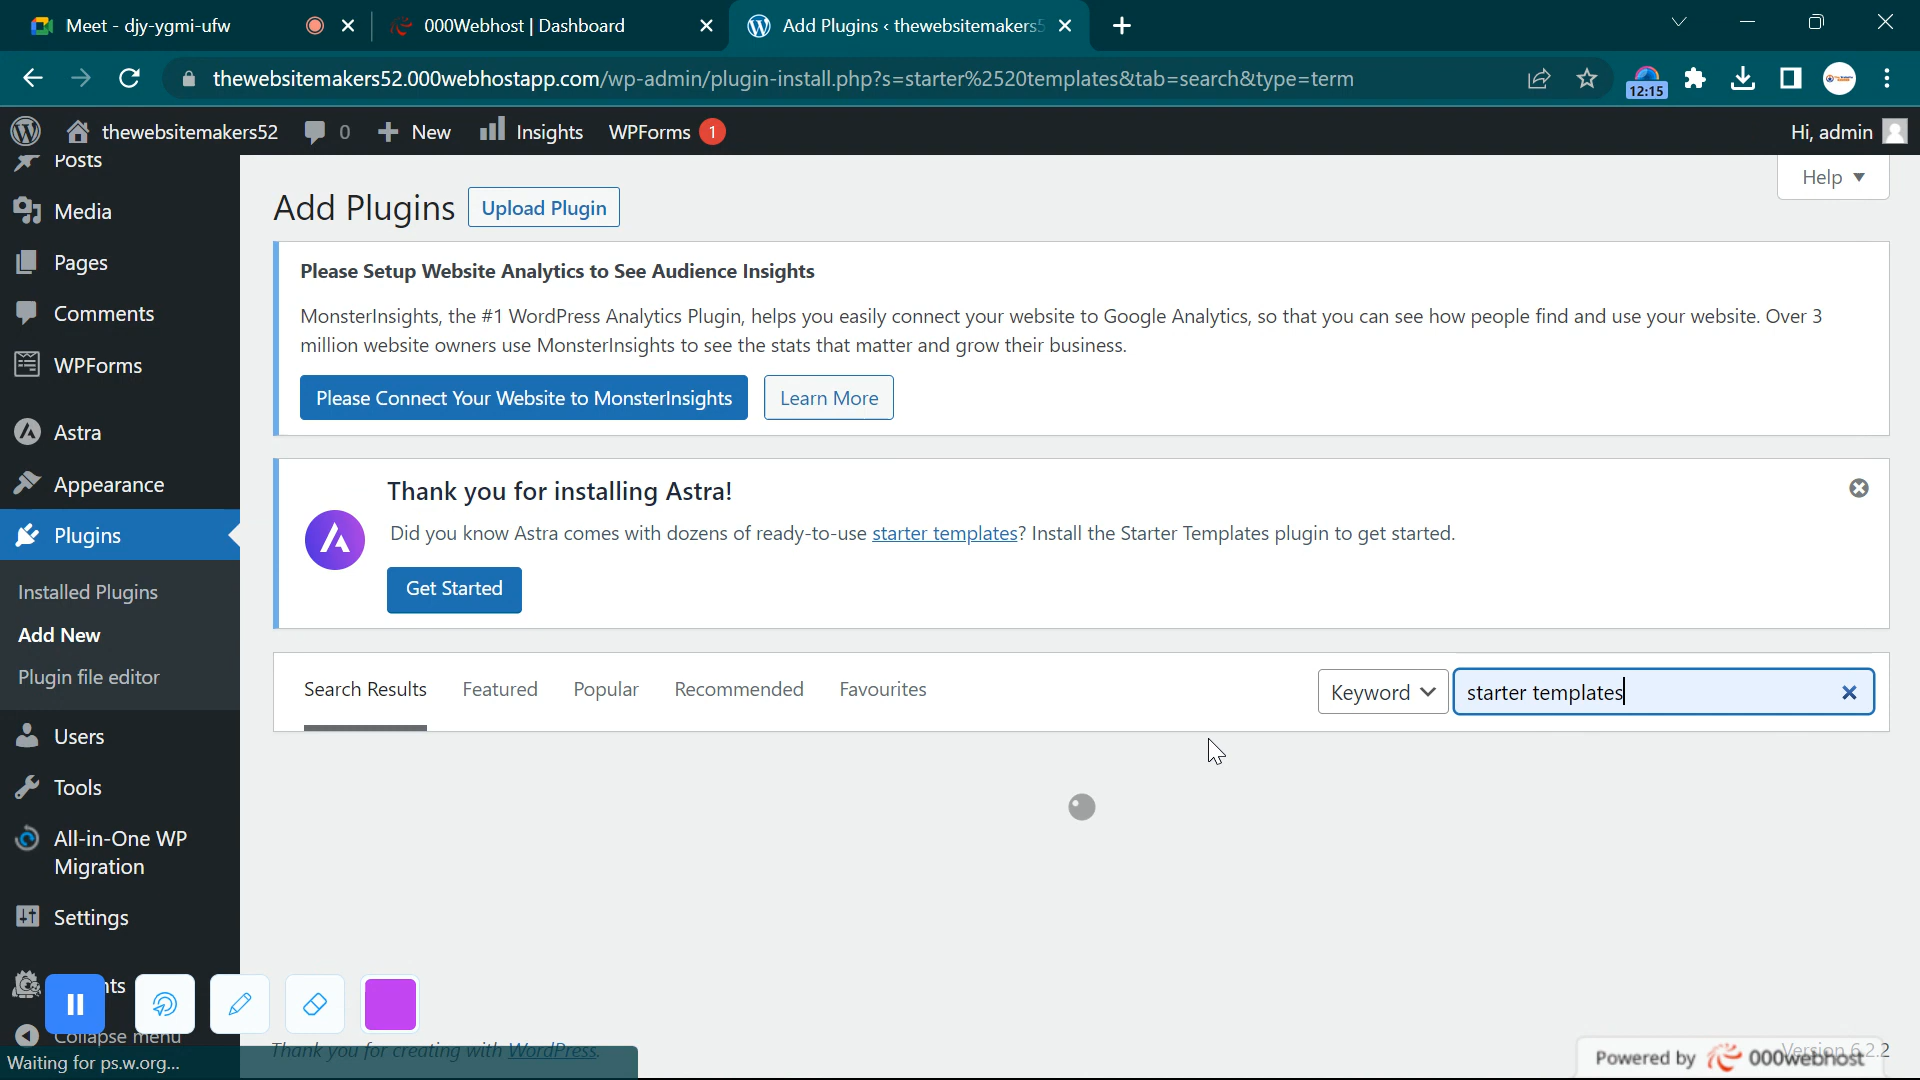 Meet - djy-ygmi-ufw
000Webhost | Dashboard
Add Plugins ‹ thewebsitemakers5
thewebsitemakers52.000webhostapp.com/wp-admin/plugin-install.php?s=starter%2520templates&tab=search&type=term
12:15
thewebsitemakers52
0
New
Insights
WPForms 1
Hi, admin
Posts
Media
Pages
Comments
WPForms
Astra
Appearance
Plugins
Installed Plugins
Add New
Plugin file editor
Users
Tools
All-in-One WP
Migration
Settings
Collapse menu
Waiting for ps.w.org...
Help
Add Plugins
Upload Plugin
Please Setup Website Analytics to See Audience Insights
MonsterInsights, the #1 WordPress Analytics Plugin, helps you easily connect your website to Google Analytics, so that you can see how people find and use your website. Over 3
million website owners use MonsterInsights to see the stats that matter and grow their business.
Please Connect Your Website to MonsterInsights
Learn More
Thank you for installing Astra!
Did you know Astra comes with dozens of ready-to-use starter templates? Install the Starter Templates plugin to get started.
Get Started
Search Results
Featured
Popular
Recommended
Favourites
Keyword
starter templates
Thank you for creating with WordPress.
Version 6.2.2
Powered by 000webhost